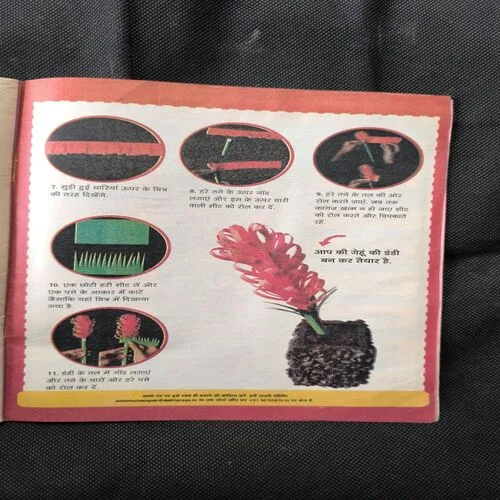 7. मुड़ी हुई धारियां ऊपर के चित्र
की तरह दिखेंगे.
8. हरे तने के ऊपर गोंद
लगाएं और इस के ऊपर धारी
वाली शीट को रोल कर दें.
9. हरे तने के तल की ओर
रोल करते जाएं. जब तक
कागज खत्म न हो जाए शीट
को रोल करते और चिपकाते
रहें.
आप की गेहूं की डंडी
बन कर तैयार है.
10. एक छोटी हरी शीट लें और
एक पत्ते के आकार में काटें
जैसाकि यहां चित्र में दिखाया
गया है.
11. डंडी के तल में गोंद लगाएं
और तने के चारों ओर हरे पत्ते
को रोल कर दें.